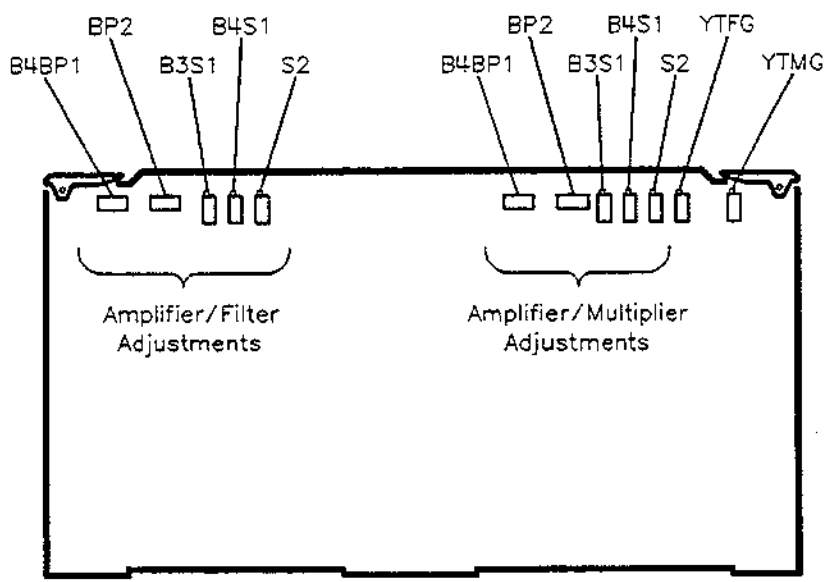 BP2 B4S1 BP2 B4S1 YTFG
B4BP1 B3S1 S2 B4BP1 B3S1 S2 YTMG
Amplifier/Filter
Adjustments
Amplifier/Multiplier
Adjustments